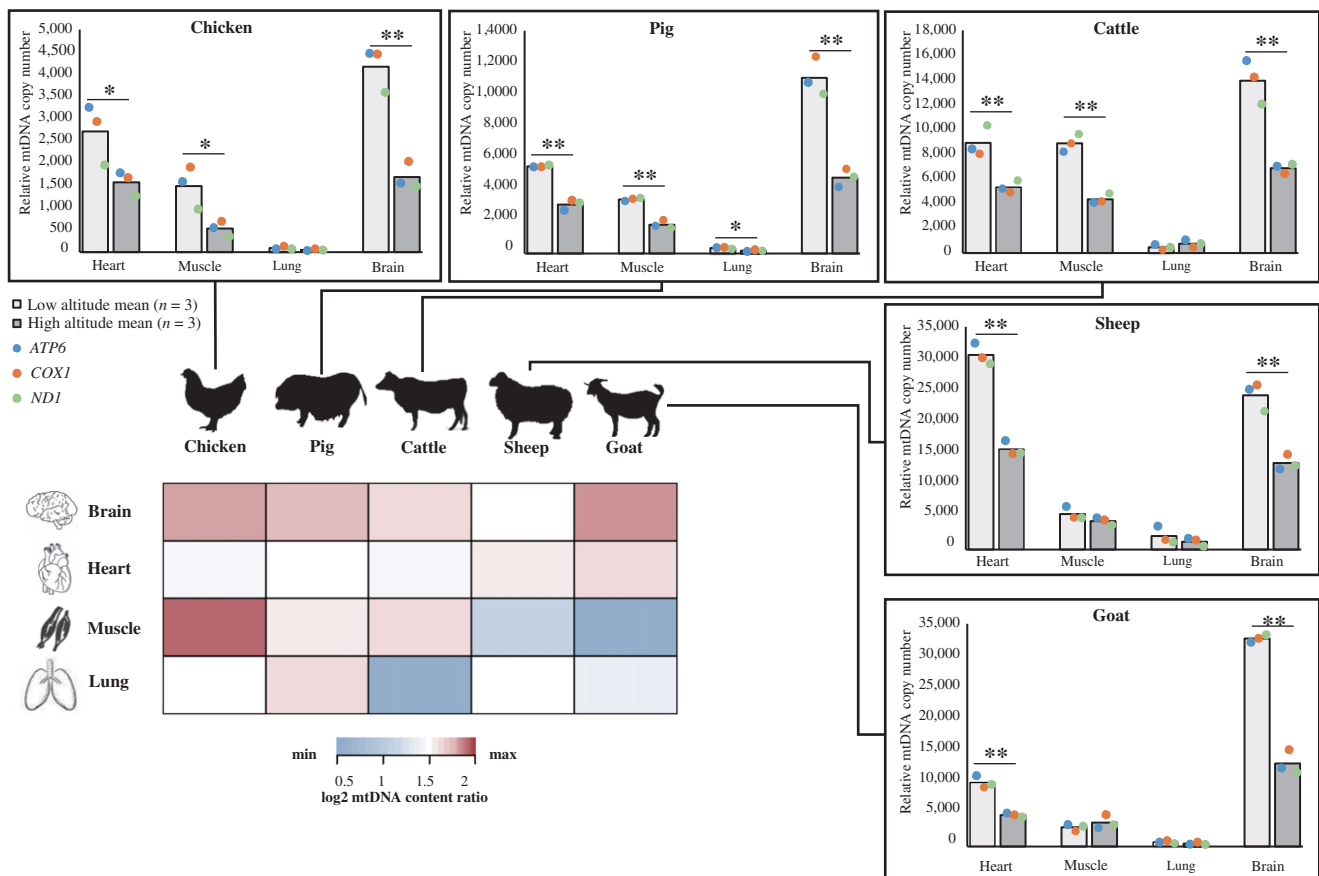 Chicken
Relative mtDNA copy number
5,000
4,500
4,000
3,500
3,000
2,500
2,000
1,500
1,000
500
0
*
*
**
Heart Muscle Lung Brain
Pig
Relative mtDNA copy number
1,2000
1,4000
1,0000
8,000
6,000
4,000
2,000
0
**
**
*
**
Heart Muscle Lung Brain
Cattle
Relative mtDNA copy number
18,000
16,000
14,000
12,000
10,000
8,000
6,000
4,000
2,000
0
**
**
**
Heart Muscle Lung Brain
Low altitude mean (n = 3)
High altitude mean (n = 3)
ATP6
COX1
ND1
Chicken Pig Cattle Sheep Goat
Brain
Heart
Muscle
Lung
min max
0.5 1 1.5 2
log2 mtDNA content ratio
Sheep
Relative mtDNA copy number
35,000
30,000
25,000
20,000
15,000
10,000
5,000
0
**
**
Heart Muscle Lung Brain
Goat
Relative mtDNA copy number
35,000
30,000
25,000
20,000
15,000
10,000
5,000
0
**
**
Heart Muscle Lung Brain